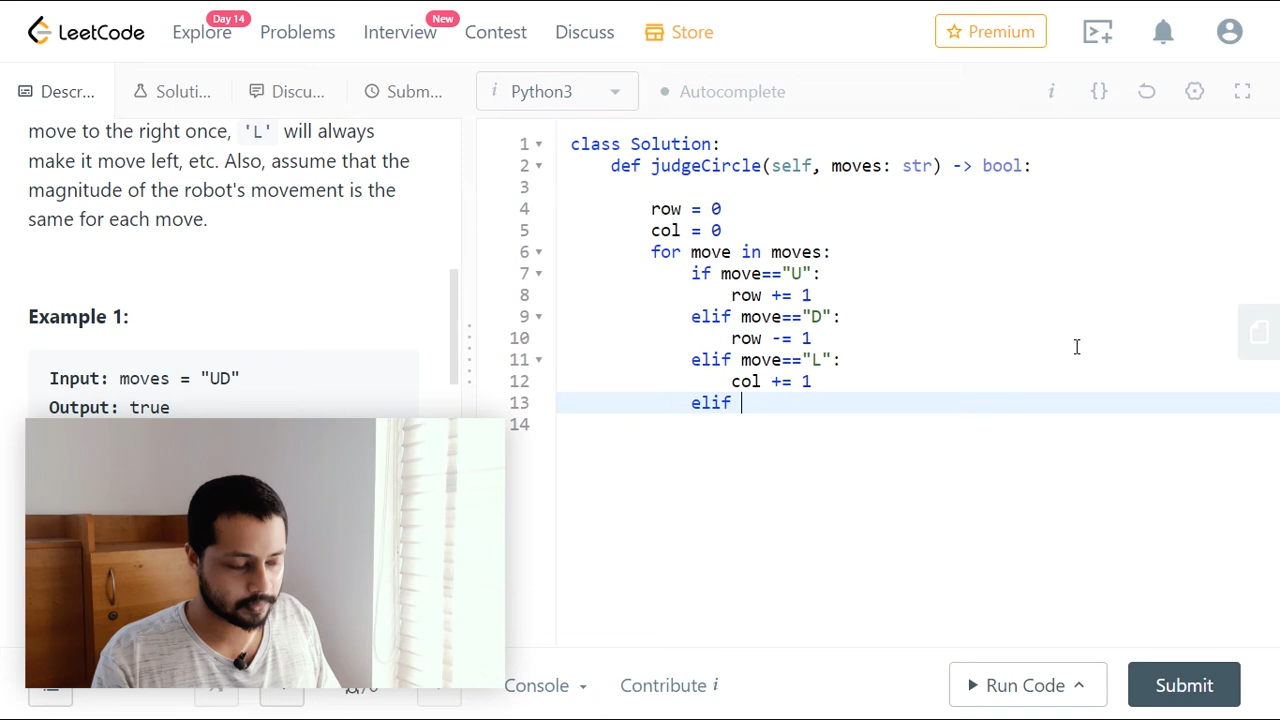 LeetCode
Explore
Day 14
Problems
Interview
New
Contest
Discuss
Store
Premium
Descr...
Soluti...
Discu...
Subm...
i Python3
Autocomplete
i
{}
move to the right once, 'L' will always
make it move left, etc. Also, assume that the
magnitude of the robot's movement is the
same for each move.
Example 1:
Input: moves = "UD"
Output: true
1 class Solution:
2 def judgeCircle(self, moves: str) -> bool:
3
4 row = 0
5 col = 0
6 for move in moves:
7 if move=="U":
8 row += 1
9 elif move=="D":
10 row -= 1
11 elif move=="L":
12 col += 1
13 elif
14
Console
Contribute i
Run Code
Submit